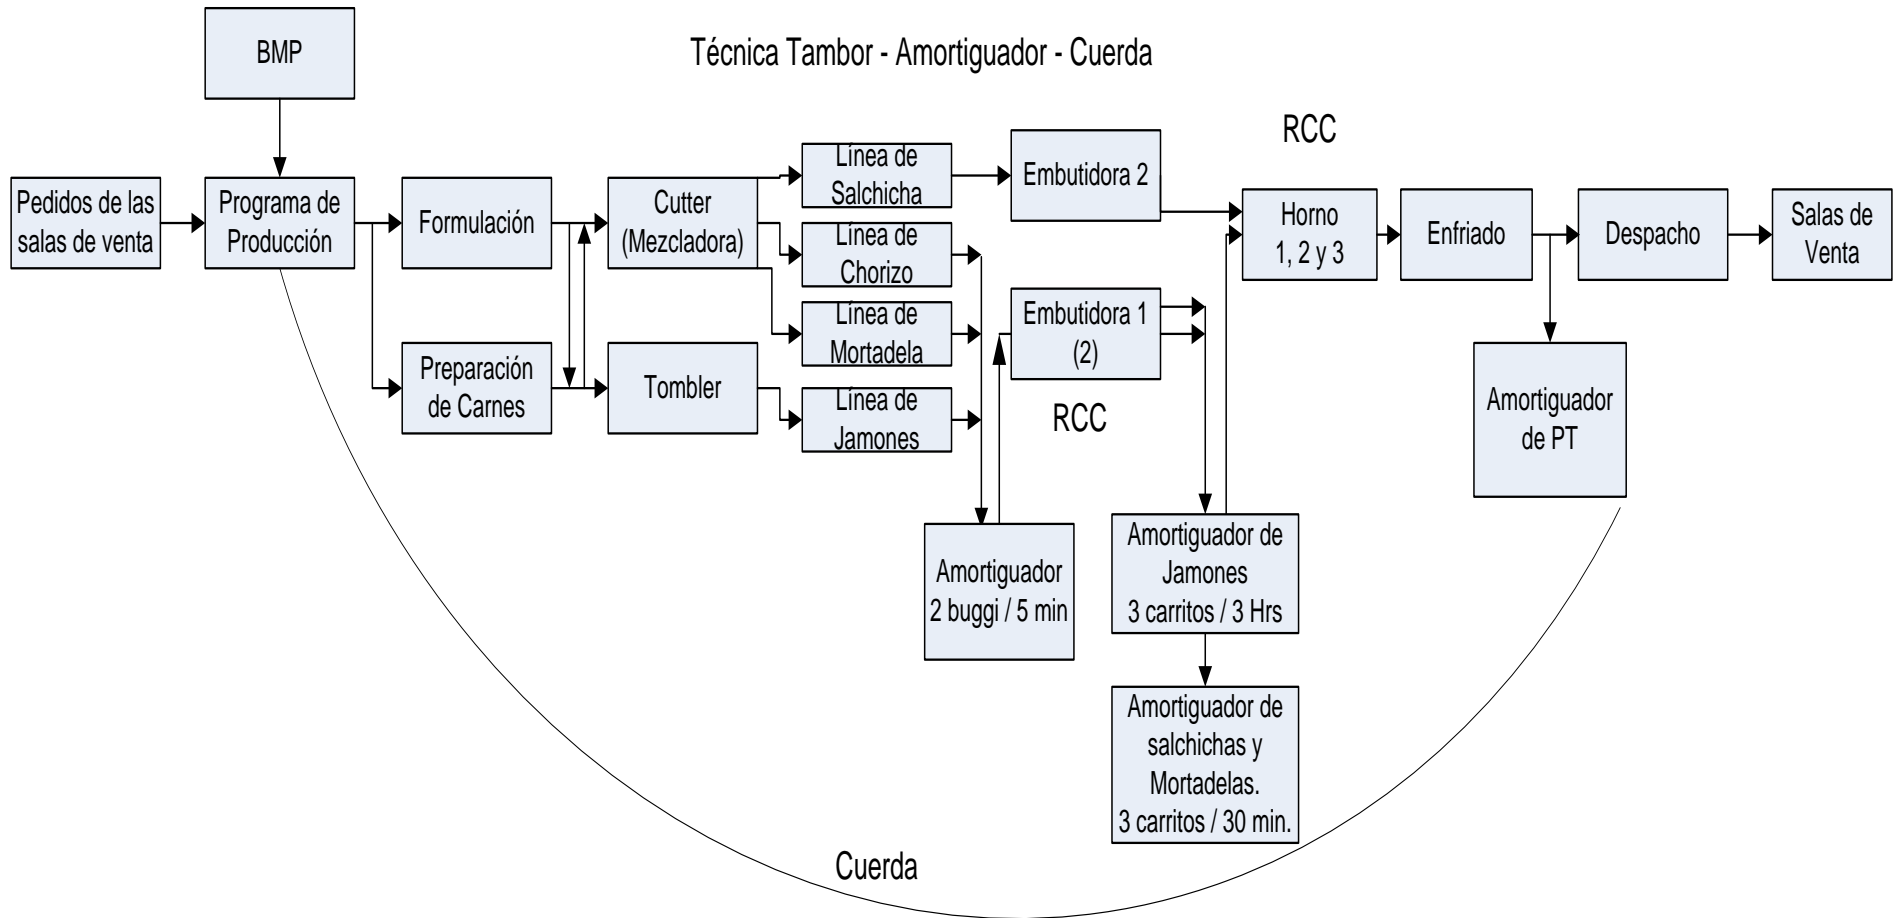 BMP
Técnica Tambor - Amortiguador - Cuerda
RCC
Pedidos de las
salas de venta
Programa de
Producción
Formulación
Cutter
(Mezcladora)
Línea de
Salchicha
Embutidora 2
Horno
1, 2 y 3
Enfriado
Despacho
Salas de
Venta
Línea de
Chorizo
Línea de
Mortadela
Embutidora 1
(2)
Preparación
de Carnes
Tombler
Línea de
Jamones
RCC
Amortiguador
de PT
Amortiguador
2 buggi / 5 min
Amortiguador de
Jamones
3 carritos / 3 Hrs
Amortiguador de
salchichas y
Mortadelas.
3 carritos / 30 min.
Cuerda